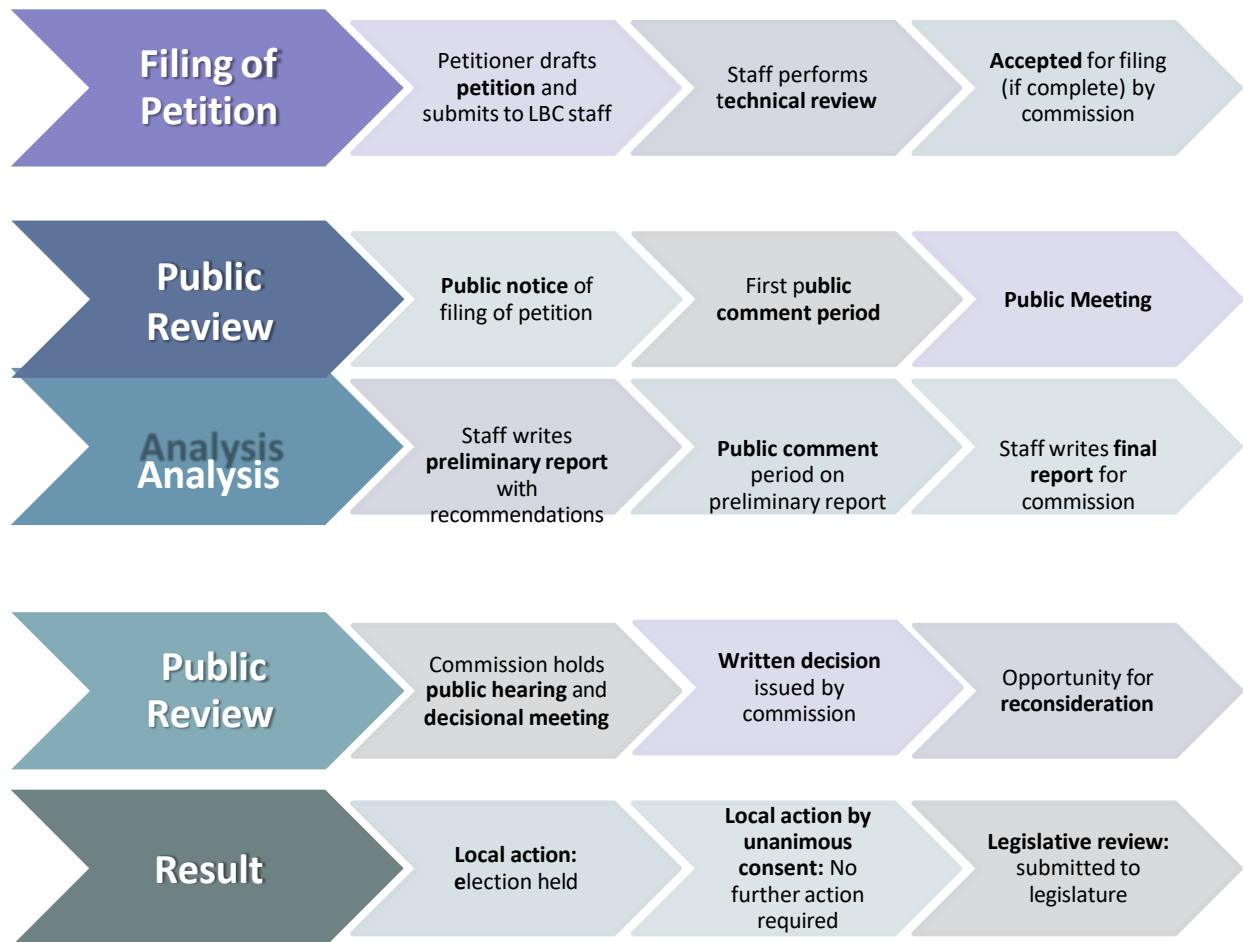 Filing of
Petition
Petitioner drafts
petition and
submits to LBC staff
Staff performs
technical review
Accepted for filing
(if complete) by
commission
Public
Review
Public notice of
filing of petition
First public
comment period
Public Meeting
Analysis
Analysis
Staff writes
preliminary report
with
recommendations
Public comment
period on
preliminary report
Staff writes final
report for
commission
Public
Review
Commission holds
public hearing and
decisional meeting
Written decision
issued by
commission
Opportunity for
reconsideration
Result
Local action:
election held
Local action by
unanimous
consent: No
further action
required
Legislative review:
submitted to
legislature